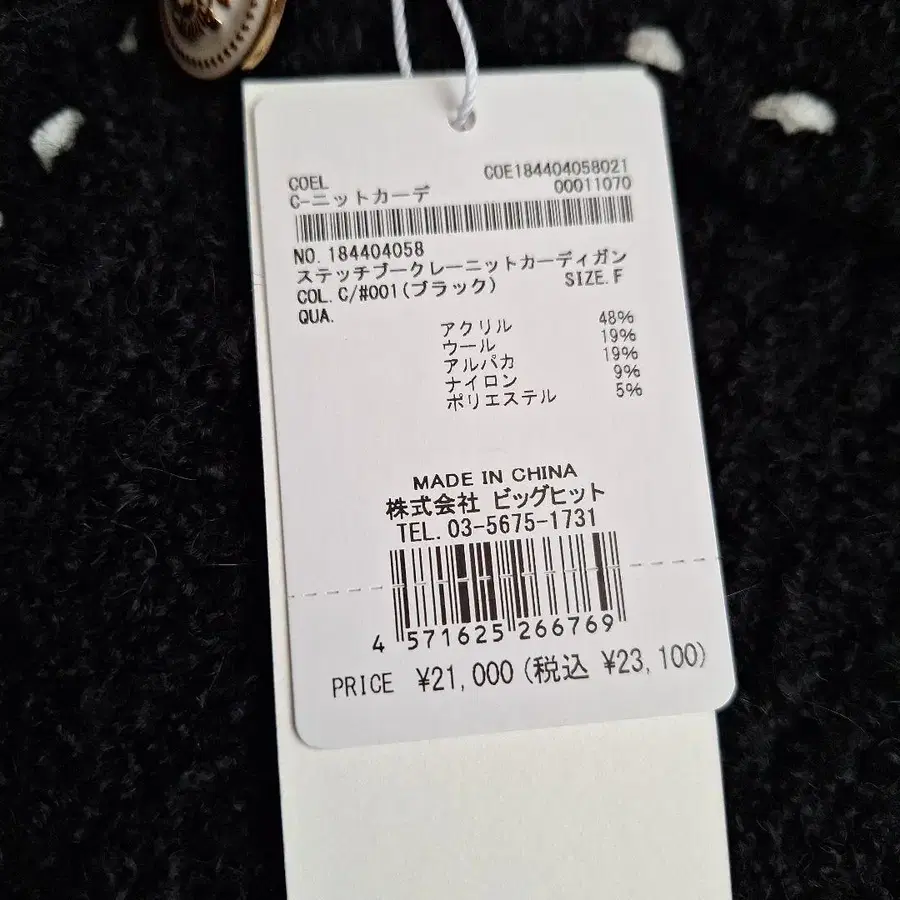 COEL COE184404058021
C-ニットカーデ 00011070
NO.184404058
ステッチブークレーニットカーディガン
COL.C/#001(ブラック) SIZE.F
QUA.
アクリル 48%
ウール 19%
アルパカ 19%
ナイロン 9%
ポリエステル 5%
MADE IN CHINA
株式会社 ビッグヒット
TEL.03-5675-1731
4 571625 266769
PRICE ¥21,000(税込 ¥23,100)